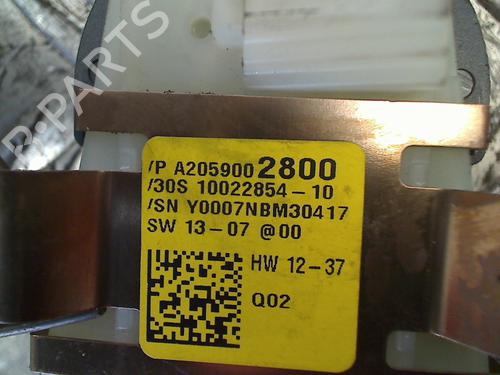 /P A205900 2800
/30S 10022854-10
/SN Y0007NBM30417
SW 13-07 @00
HW 12-37
Q02
B-PARTS